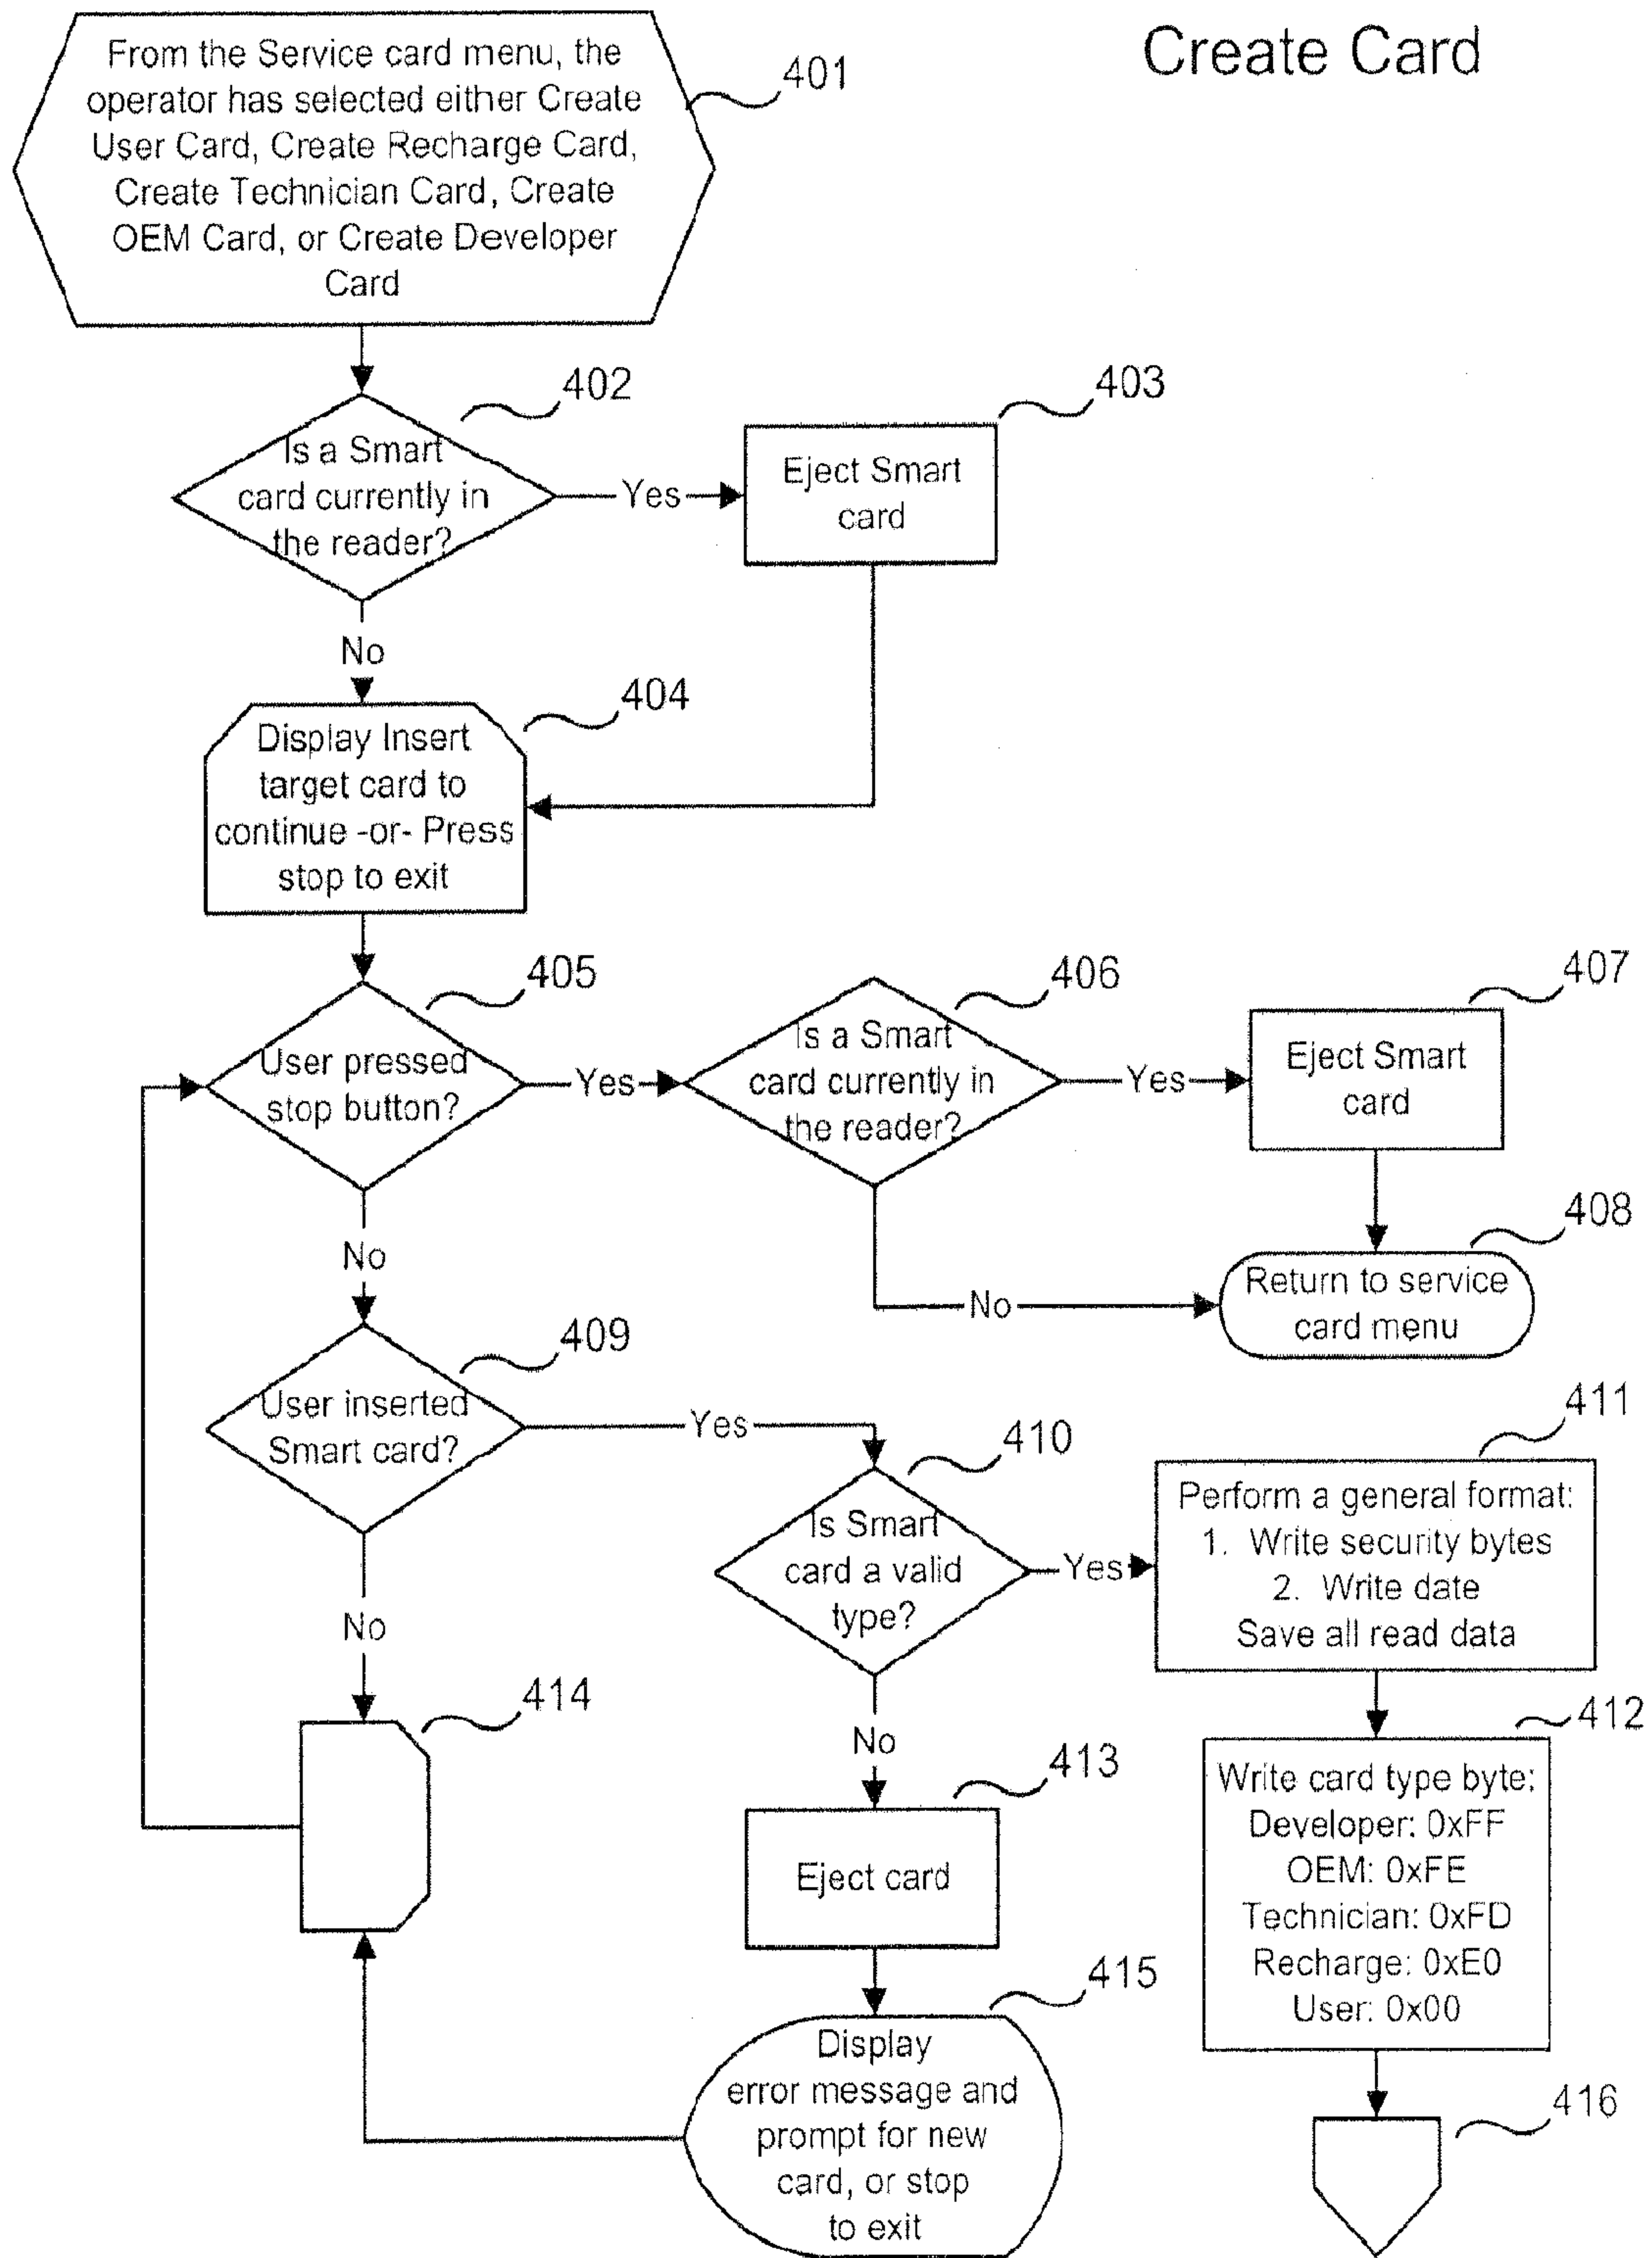 Create Card
From the Service card menu, the
operator has selected either Create
User Card, Create Recharge Card,
Create Technician Card, Create
OEM Card, or Create Developer
Card
401
402
Is a Smart
card currently in
the reader?
Yes
403
Eject Smart
card
No
404
Display Insert
target card to
continue -or- Press
stop to exit
405
User pressed
stop button?
Yes
406
Is a Smart
card currently in
the reader?
Yes
407
Eject Smart
card
No
No
408
Return to service
card menu
409
User inserted
Smart card?
Yes
410
Is Smart
card a valid
type?
Yes
411
Perform a general format:
1. Write security bytes
2. Write date
Save all read data
No
414
No
413
Eject card
412
Write card type byte:
Developer: 0xFF
OEM: 0xFE
Technician: 0xFD
Recharge: 0xE0
User: 0x00
415
Display
error message and
prompt for new
card, or stop
to exit
416